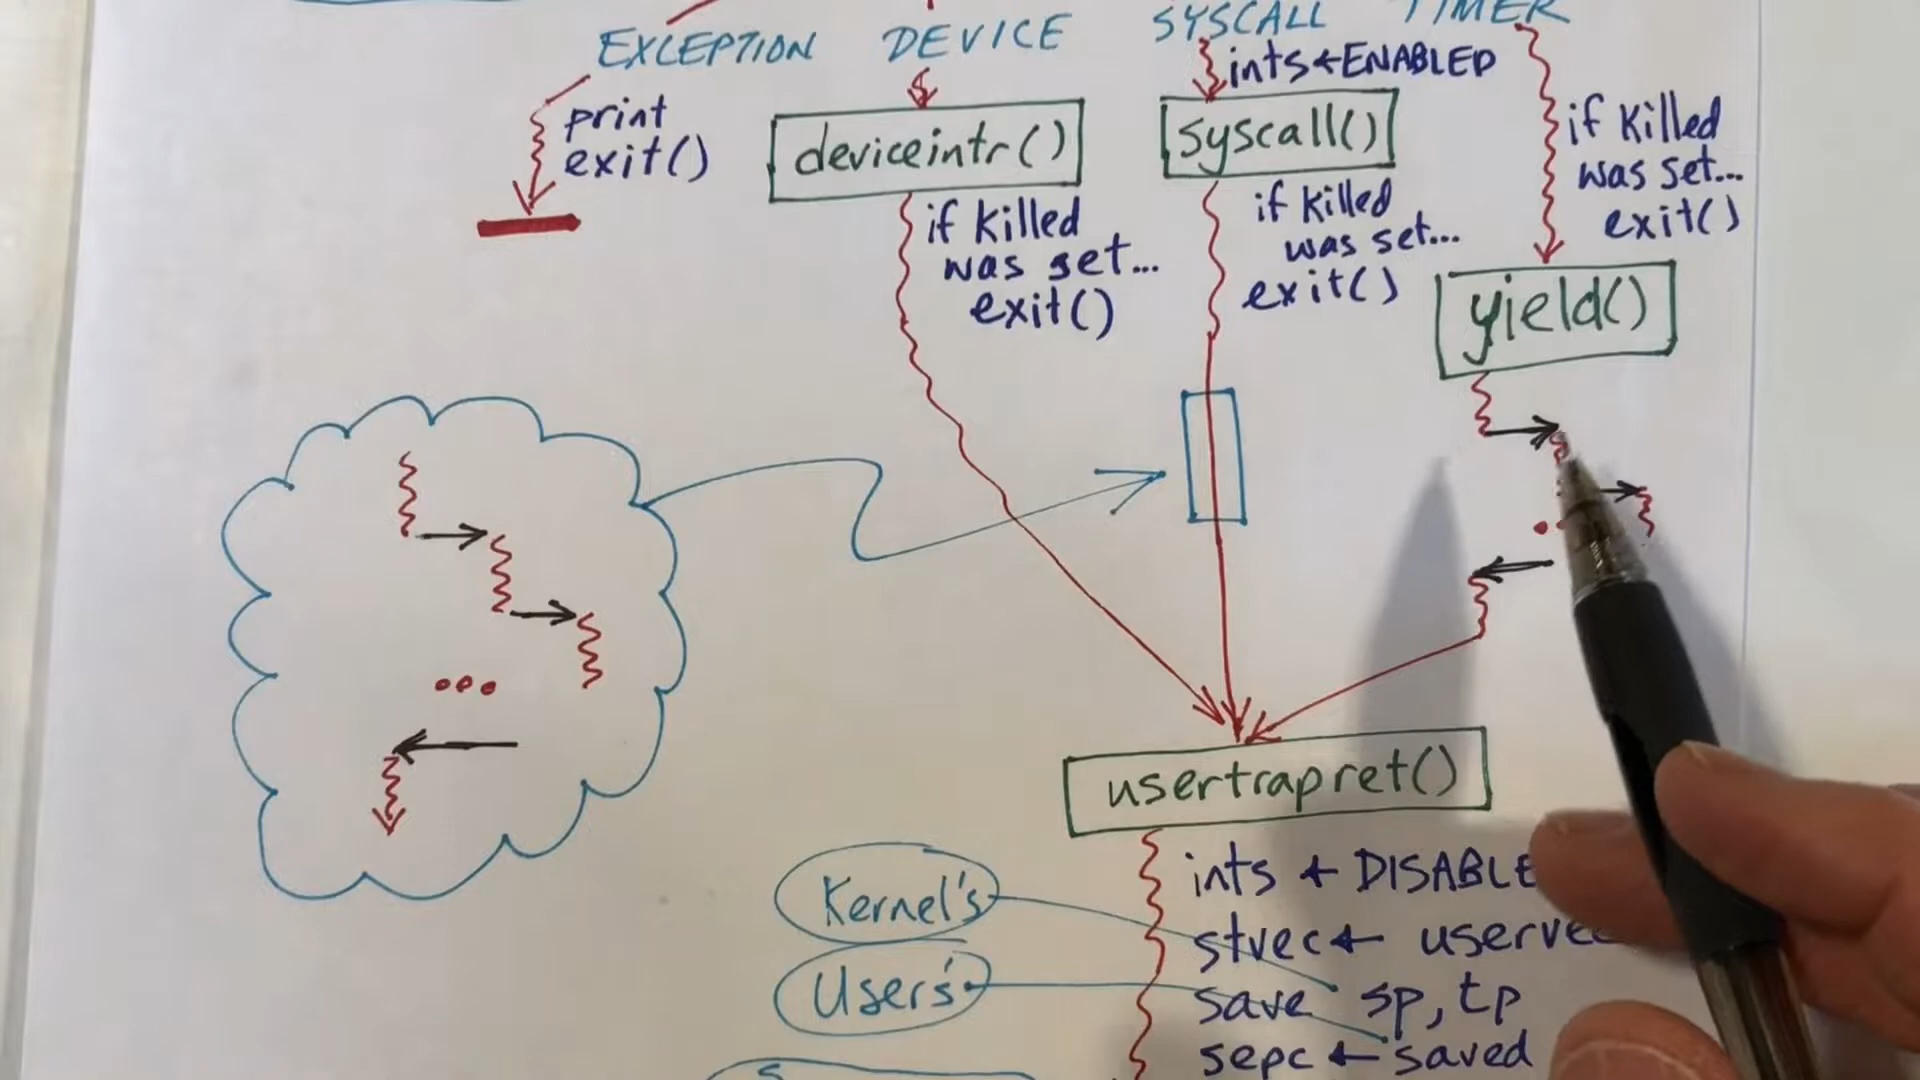 EXCEPTION DEVICE SYSCALL TIMER
print
exit()
deviceintr()
if killed
was set...
exit()
ints←ENABLED
syscall()
if killed
was set...
exit()
if killed
was set...
exit()
yield()
...
usertrapret()
Kernel's
User's
ints ← DISABLE
stvec←
save sp, tp
sepc ← saved